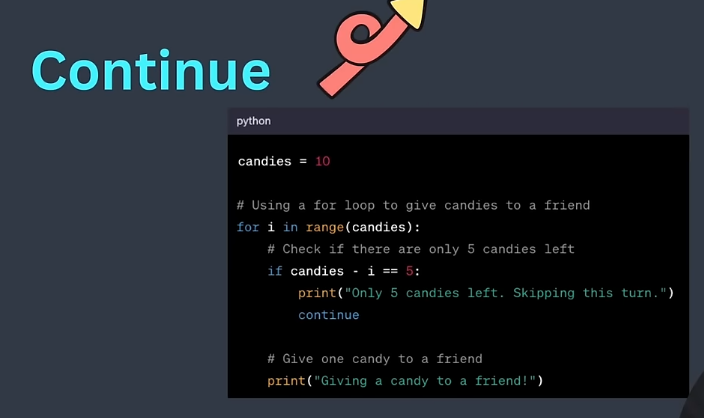 Continue
python
candies = 10
# Using a for loop to give candies to a friend
for i in range(candies):
# Check if there are only 5 candies left
if candies - i == 5:
print("Only 5 candies left. Skipping this turn.")
continue
# Give one candy to a friend
print("Giving a candy to a friend!")